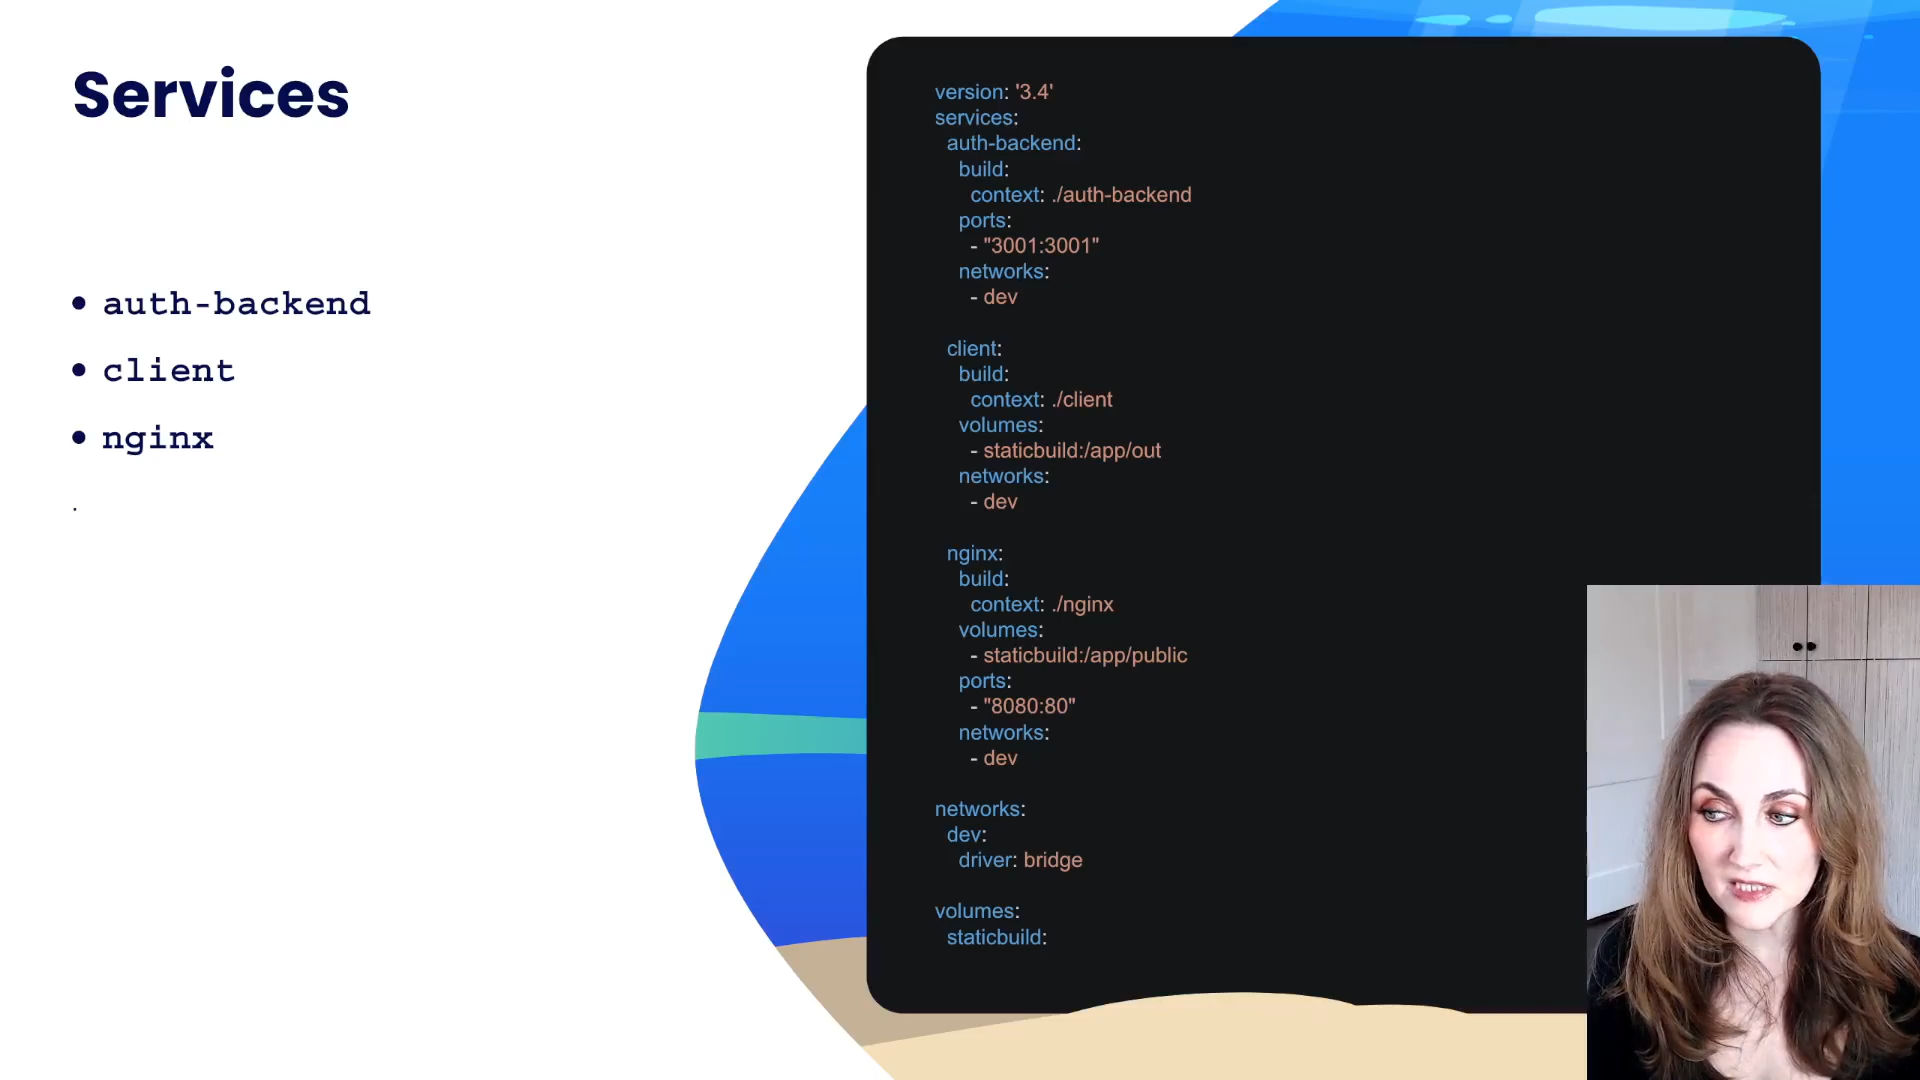 Services
• auth-backend
• client
• nginx
.
version: '3.4'
services:
  auth-backend:
    build:
      context: ./auth-backend
    ports:
      - "3001:3001"
    networks:
      - dev

  client:
    build:
      context: ./client
    volumes:
      - staticbuild:/app/out
    networks:
      - dev

  nginx:
    build:
      context: ./nginx
    volumes:
      - staticbuild:/app/public
    ports:
      - "8080:80"
    networks:
      - dev

networks:
  dev:
    driver: bridge

volumes:
  staticbuild: